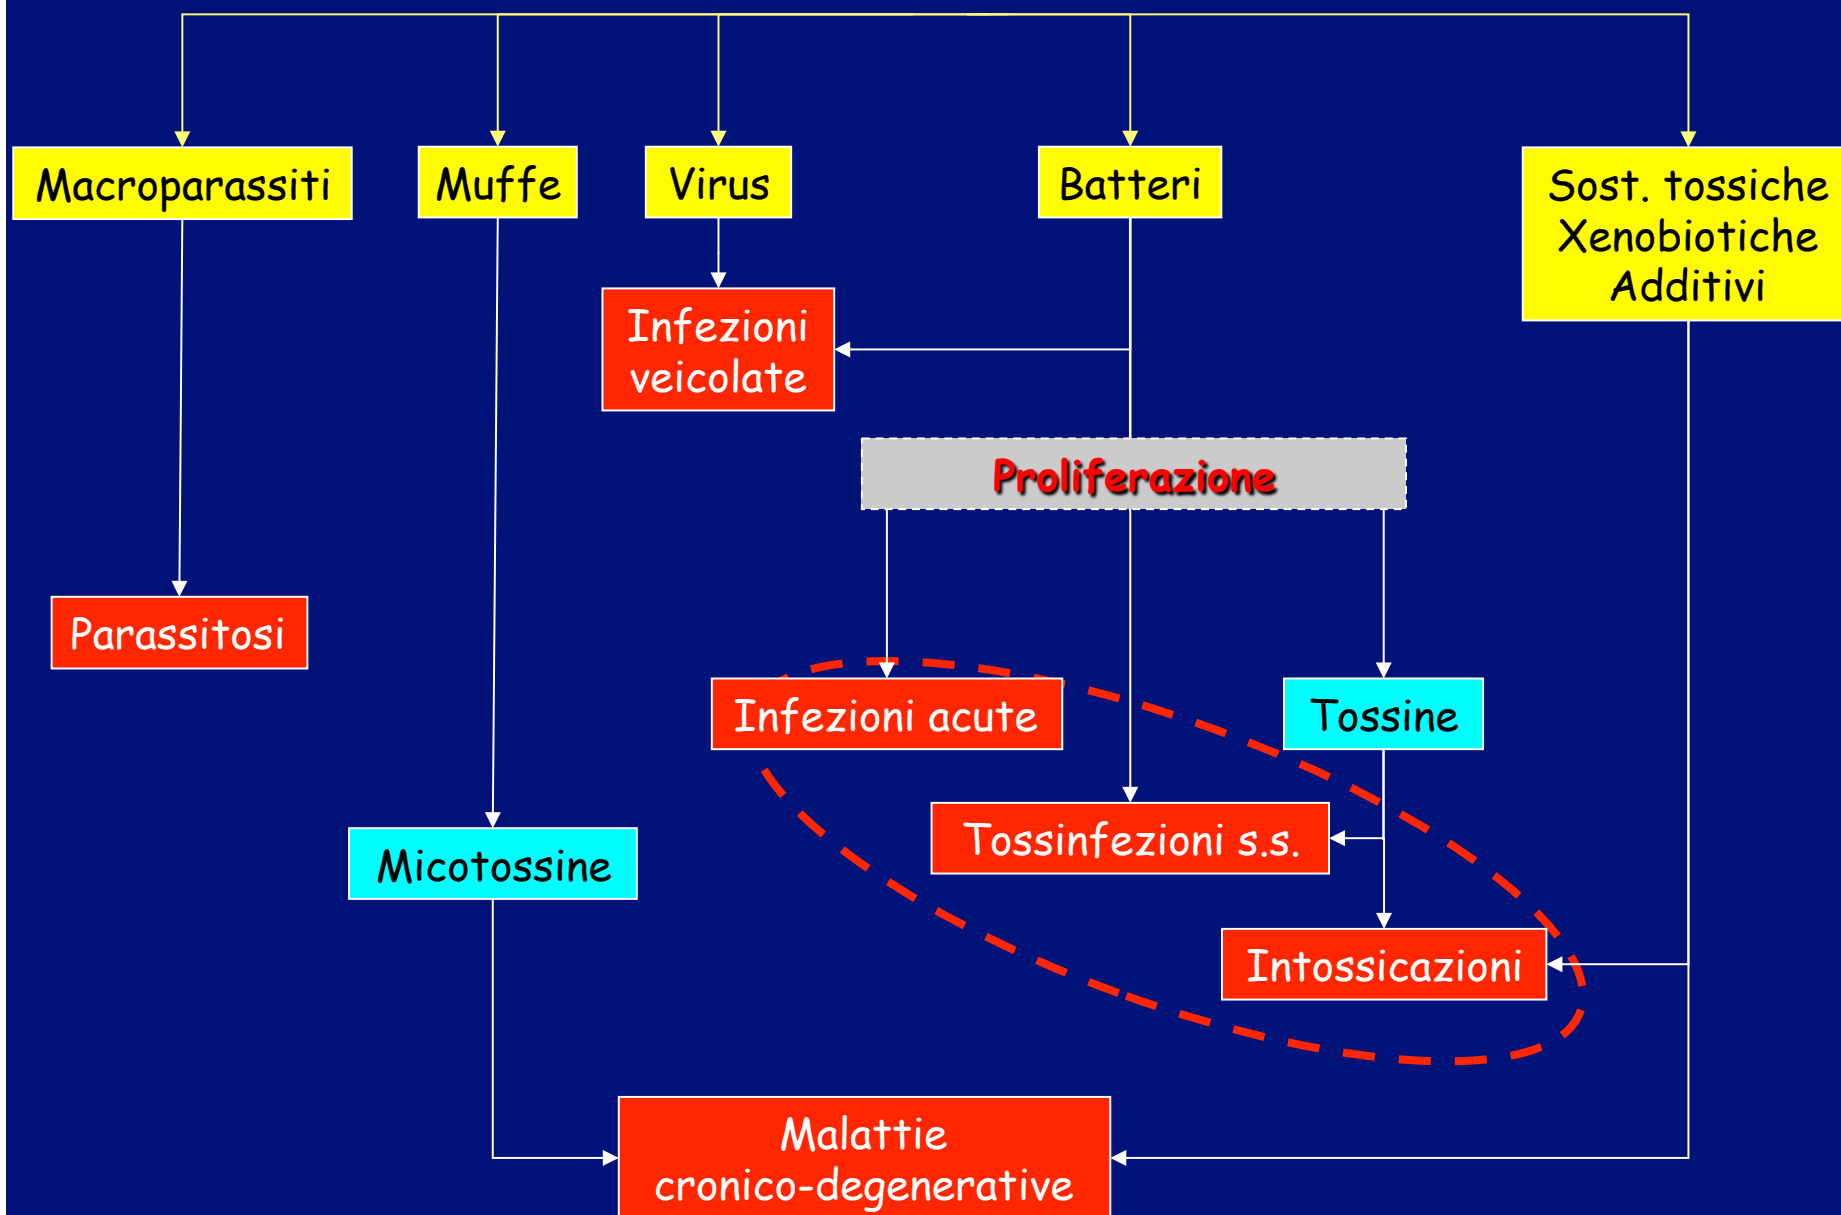 Macroparassiti
Muffe
Virus
Batteri
Sost. tossiche
Xenobiotiche
Additivi
Infezioni
veicolate
Proliferazione
Parassitosi
Infezioni acute
Tossine
Tossinfezioni s.s.
Micotossine
Intossicazioni
Malattie
cronico-degenerative